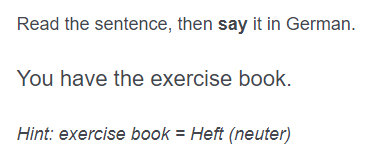 Read the sentence, then say it in German.
You have the exercise book.
Hint: exercise book = Heft (neuter)